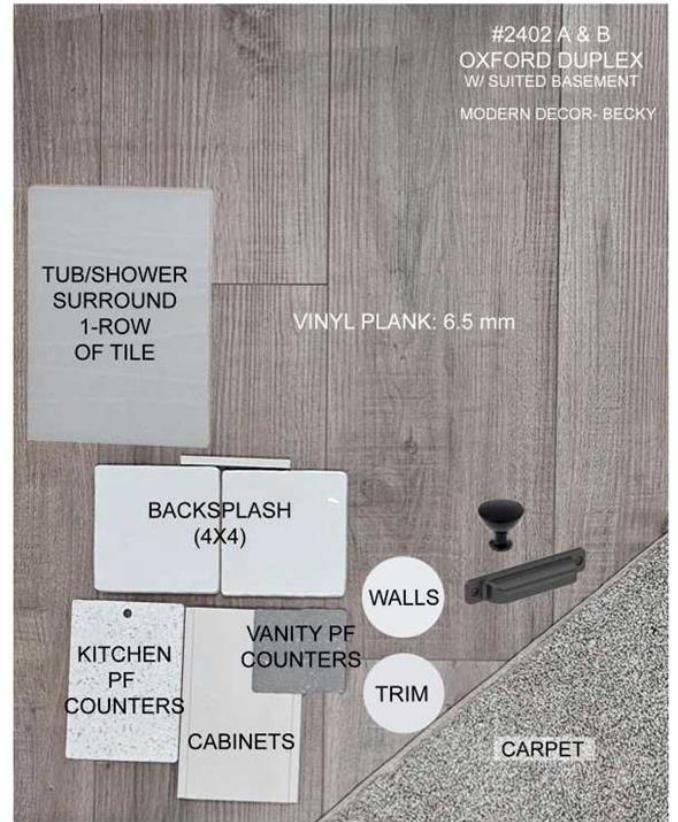 #2402 A & B
OXFORD DUPLEX
W/ SUITED BASEMENT
MODERN DECOR- BECKY
TUB/SHOWER
SURROUND
1-ROW
OF TILE
VINYL PLANK: 6.5 mm
BACKSPLASH
(4X4)
WALLS
VANITY PF
COUNTERS
KITCHEN
PF
COUNTERS
TRIM
CABINETS
CARPET